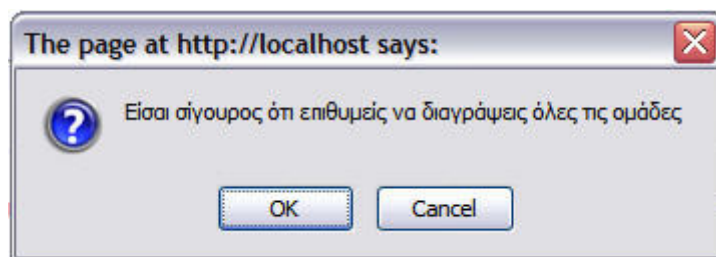 The page at http://localhost says:
Είσαι σίγουρος ότι επιθυμείς να διαγράψεις όλες τις ομάδες
OK
Cancel